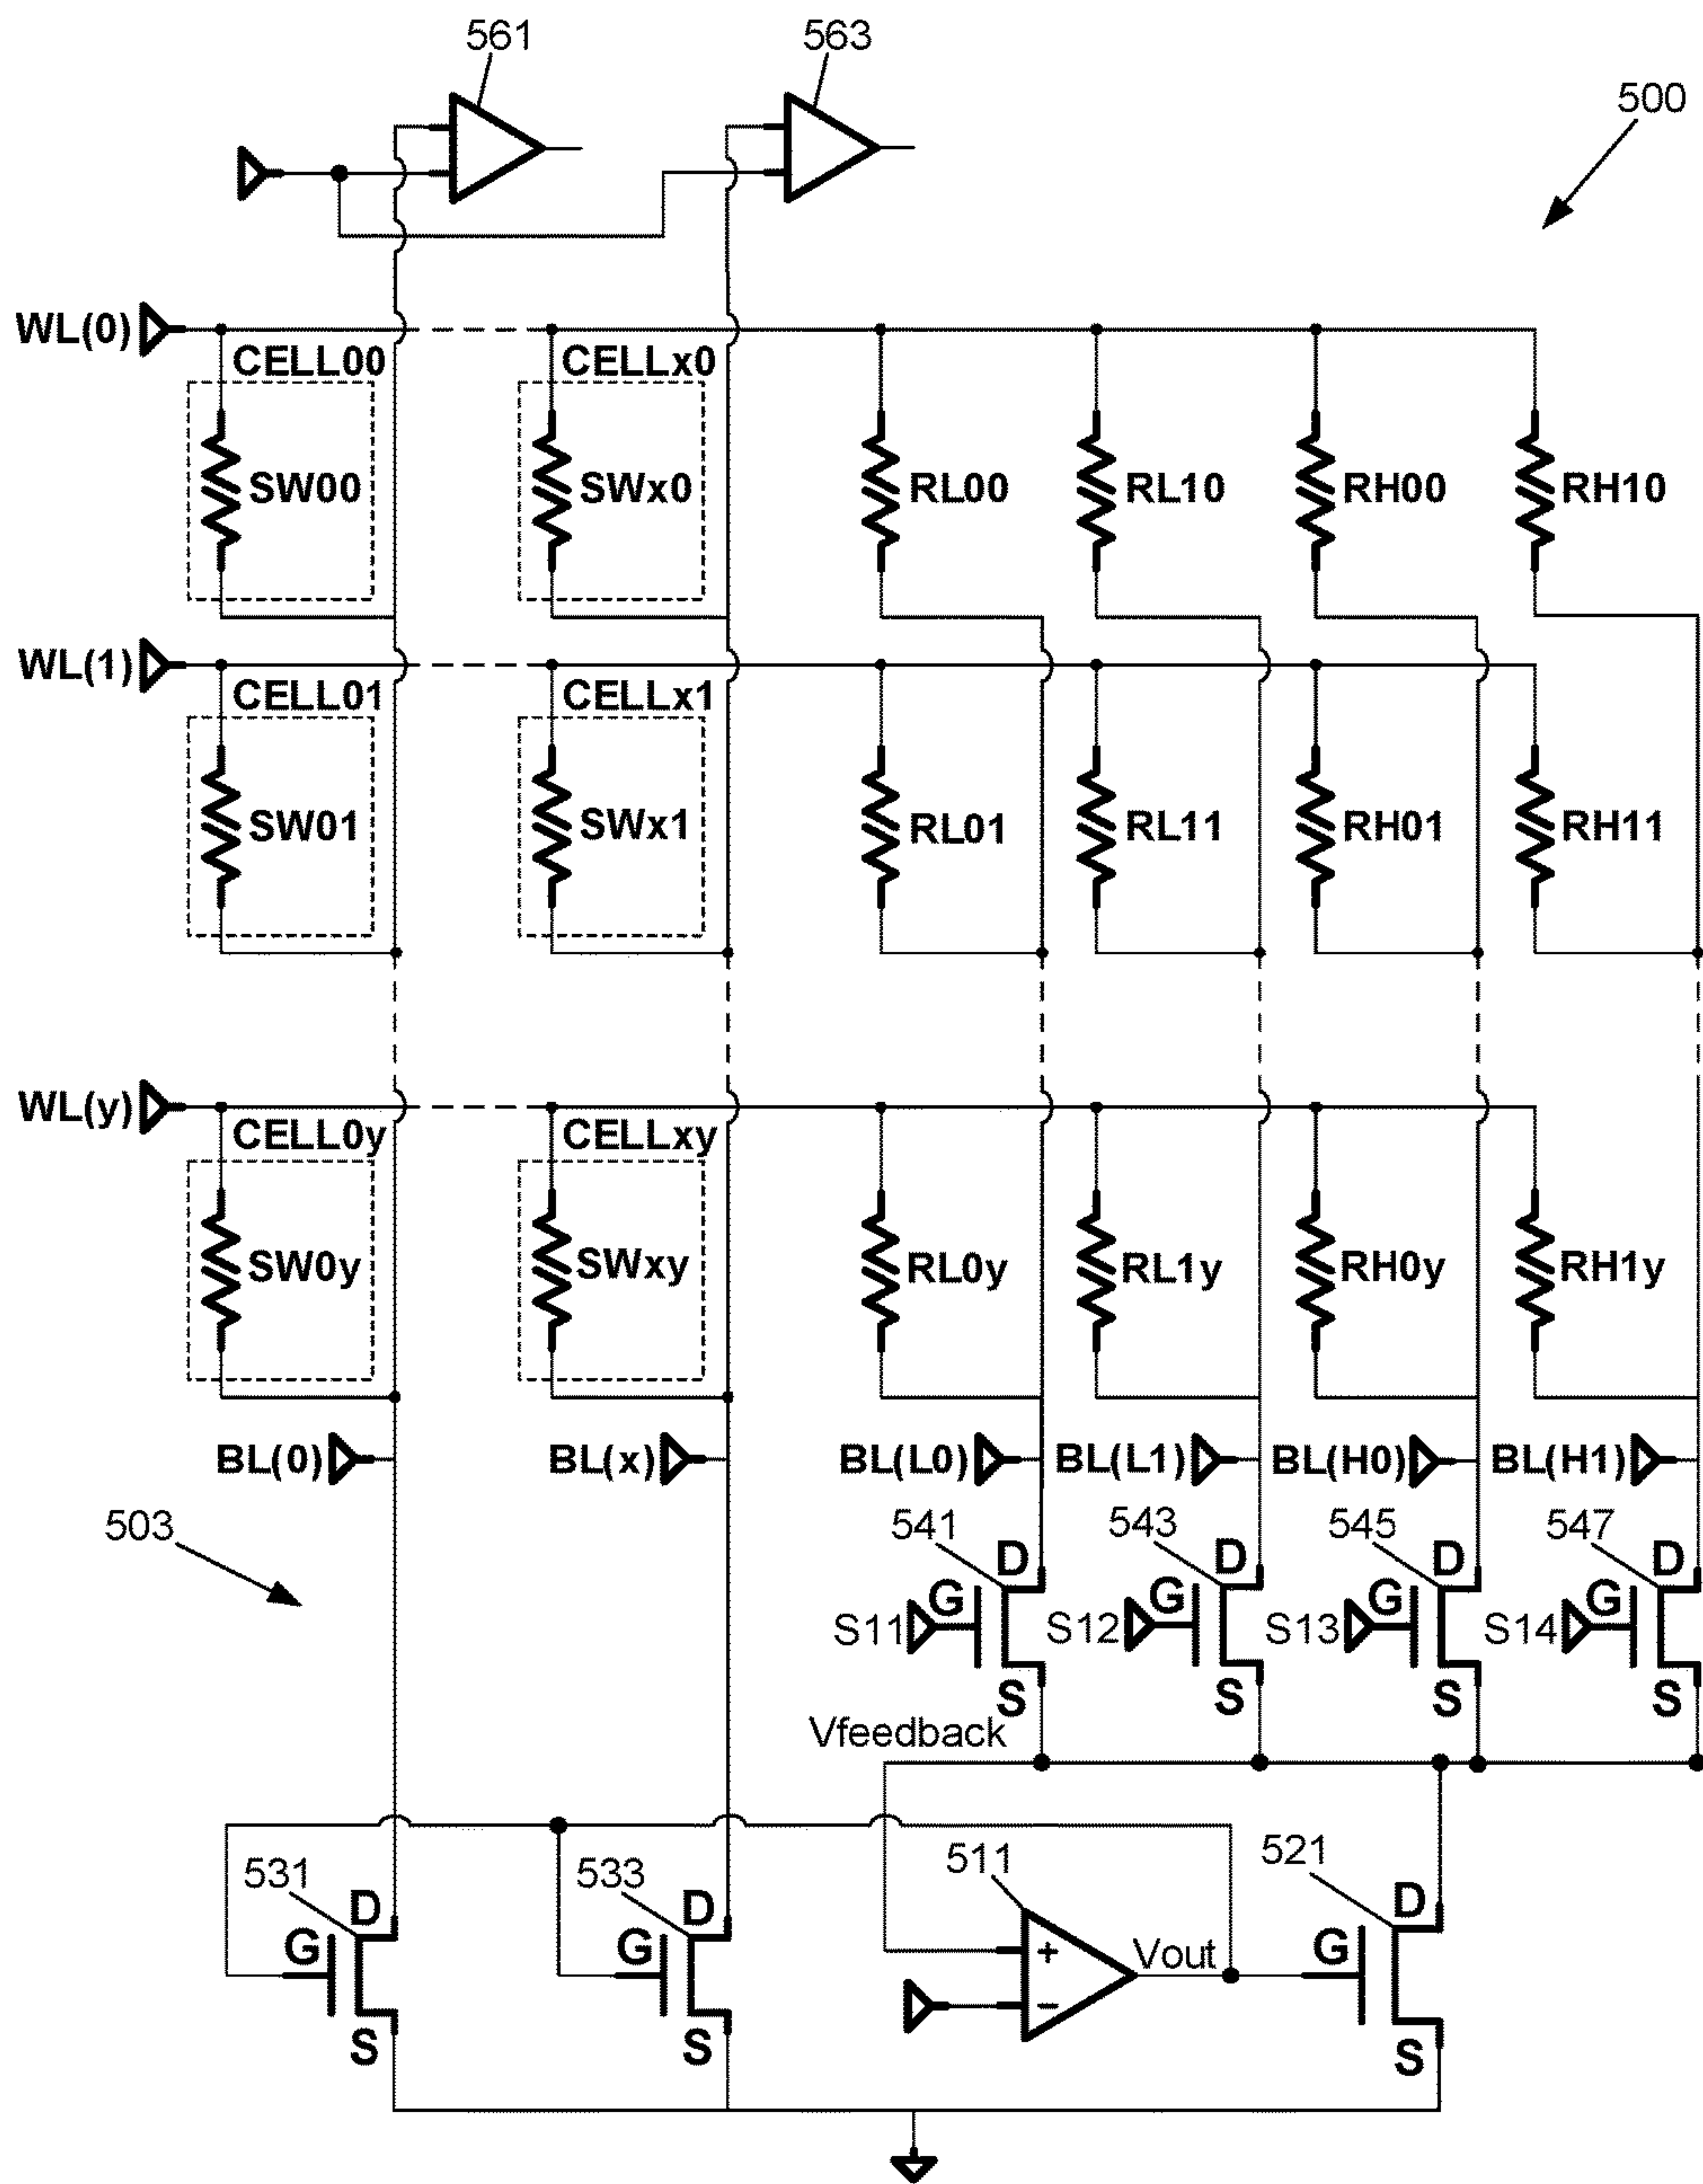 561 563
500
WL(0)
CELL00 CELLx0
SW00 SWx0 RL00 RL10 RH00 RH10
WL(1)
CELL01 CELLx1
SW01 SWx1 RL01 RL11 RH01 RH11
WL(y)
CELL0y CELLxy
SW0y SWxy RL0y RL1y RH0y RH1y
BL(0) BL(x) BL(L0) BL(L1) BL(H0) BL(H1)
503 541 543 545 547
D D D D
G G G G
S11 S12 S13 S14
S S S S
Vfeedback
531 533 511 521
D D D
G G + Vout G
−
S S S